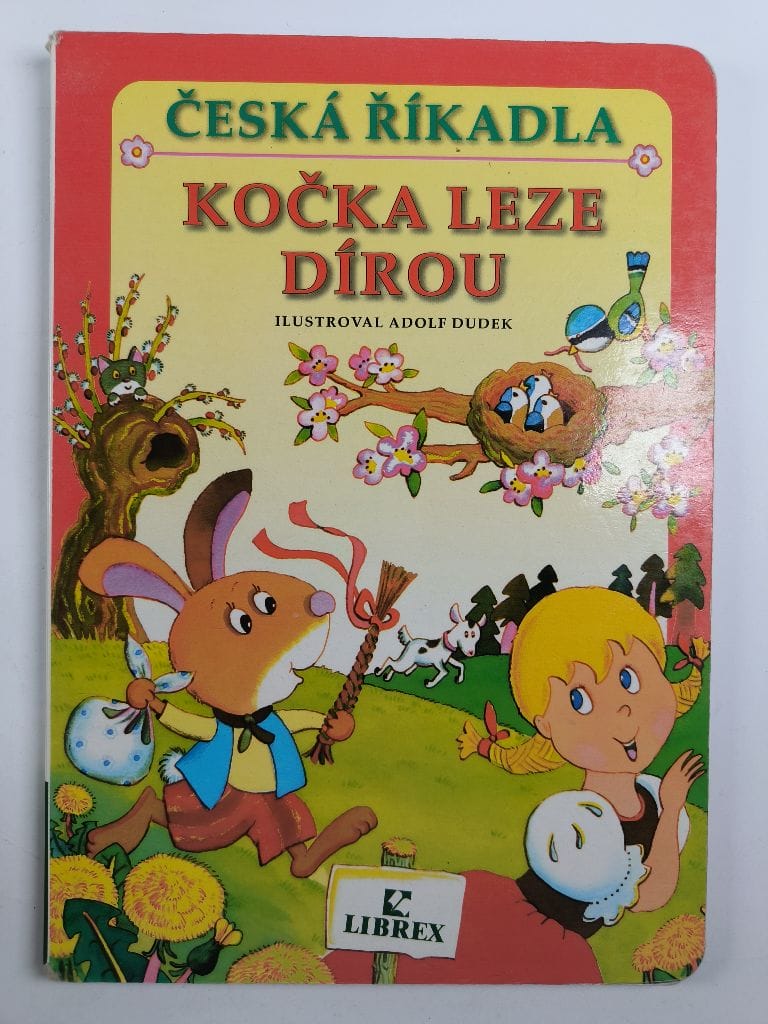 ČESKÁ ŘÍKADLA
KOČKA LEZE
DÍROU
ILUSTROVAL ADOLF DUDEK
LIBREX